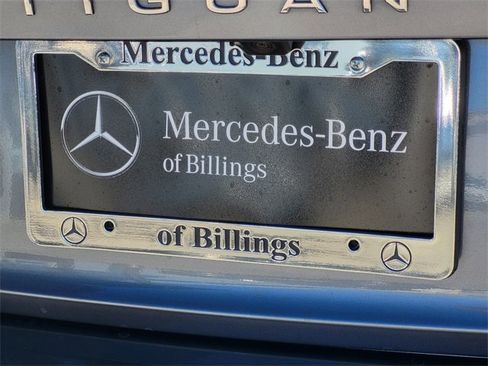 TIGUAN
Mercedes-Benz
Mercedes-Benz
of Billings
of Billings